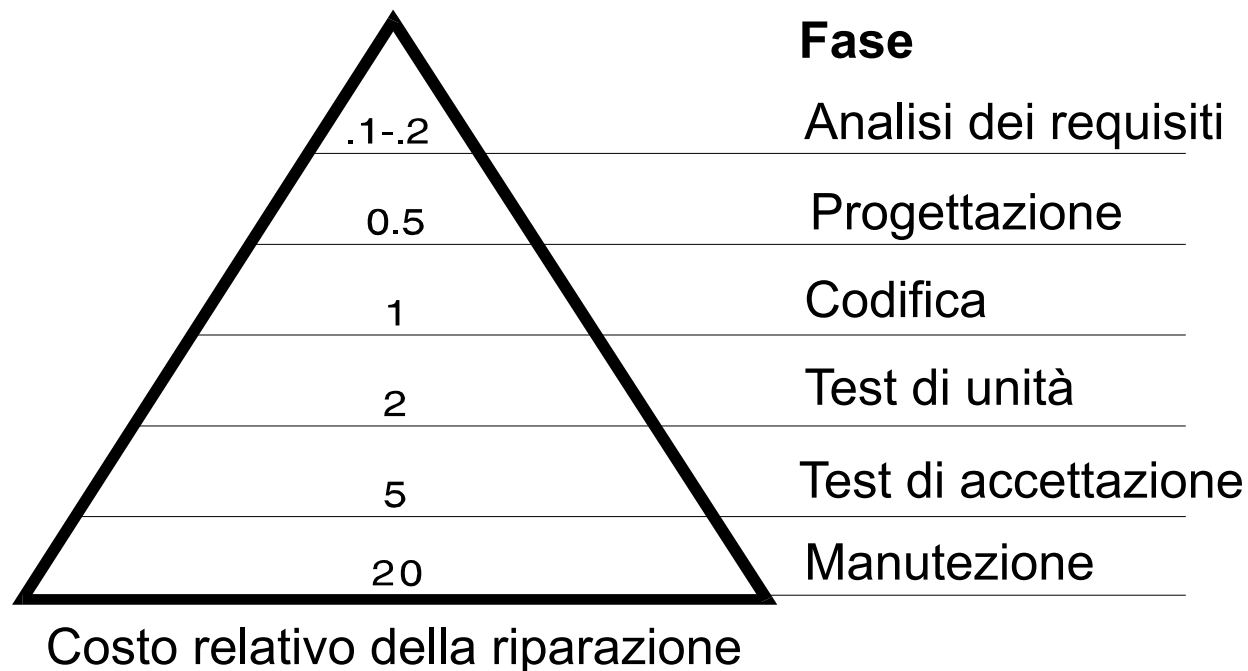 Fase
.1-.2 Analisi dei requisiti
0.5 Progettazione
1 Codifica
2 Test di unità
5 Test di accettazione
20 Manutezione
Costo relativo della riparazione